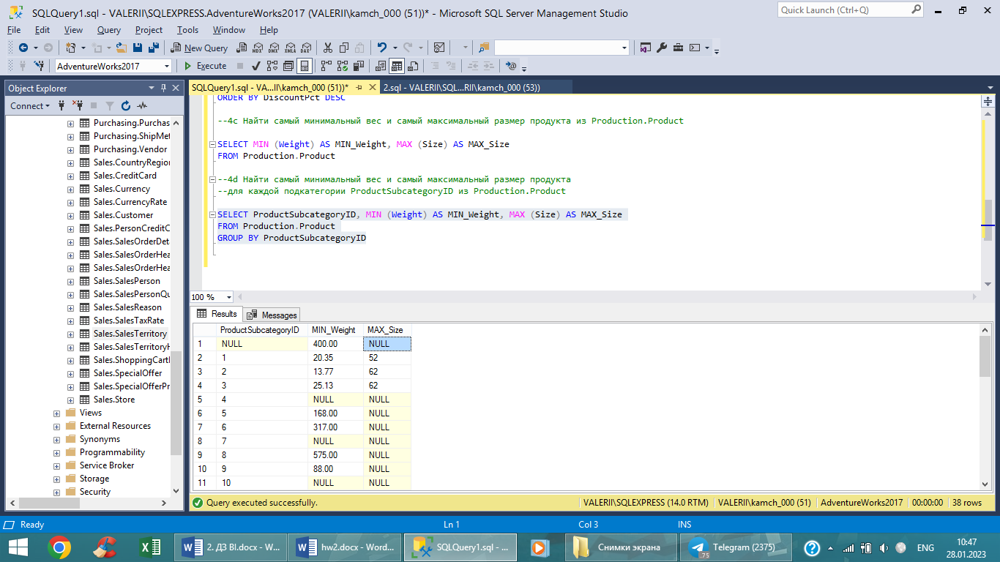 SQLQuery1.sql - VALERII\SQLEXPRESS.AdventureWorks2017 (VALERII\kamch_000 (51))* - Microsoft SQL Server Management Studio
Quick Launch (Ctrl+Q)
File Edit View Query Project Tools Window Help
New Query
MDX DMX XMLA DAX
AdventureWorks2017
Execute
Object Explorer
SQLQuery1.sql - VA...II\kamch_000 (51))*
2.sql - VALERII\SQL...RII\kamch_000 (53))
Connect
Purchasing.Purchas
Purchasing.ShipMet
Purchasing.Vendor
Sales.CountryRegion
Sales.CreditCard
Sales.Currency
Sales.CurrencyRate
Sales.Customer
Sales.PersonCreditC
Sales.SalesOrderDet
Sales.SalesOrderHea
Sales.SalesOrderHea
Sales.SalesPerson
Sales.SalesPersonQu
Sales.SalesReason
Sales.SalesTaxRate
Sales.SalesTerritory
Sales.SalesTerritoryH
Sales.ShoppingCartI
Sales.SpecialOffer
Sales.SpecialOfferPr
Sales.Store
Views
External Resources
Synonyms
Programmability
Service Broker
Storage
Security
ORDER BY DiscountPct DESC
--4c Найти самый минимальный вес и самый максимальный размер продукта из Production.Product
SELECT MIN (Weight) AS MIN_Weight, MAX (Size) AS MAX_Size
FROM Production.Product
--4d Найти самый минимальный вес и самый максимальный размер продукта
--для каждой подкатегории ProductSubcategoryID из Production.Product
SELECT ProductSubcategoryID, MIN (Weight) AS MIN_Weight, MAX (Size) AS MAX_Size
FROM Production.Product
GROUP BY ProductSubcategoryID
100 %
Results Messages
ProductSubcategoryID MIN_Weight MAX_Size
1 NULL 400.00 NULL
2 1 20.35 52
3 2 13.77 62
4 3 25.13 62
5 4 NULL NULL
6 5 168.00 NULL
7 6 317.00 NULL
8 7 NULL NULL
9 8 575.00 NULL
10 9 88.00 NULL
11 10 NULL NULL
Query executed successfully.
VALERII\SQLEXPRESS (14.0 RTM) VALERII\kamch_000 (51) AdventureWorks2017 00:00:00 38 rows
Ready Ln 1 Col 3 INS
2. ДЗ BI.docx - W...
hw2.docx - Word...
SQLQuery1.sql - ...
Снимки экрана
Telegram (2375)
.75
ENG
10:47
28.01.2023